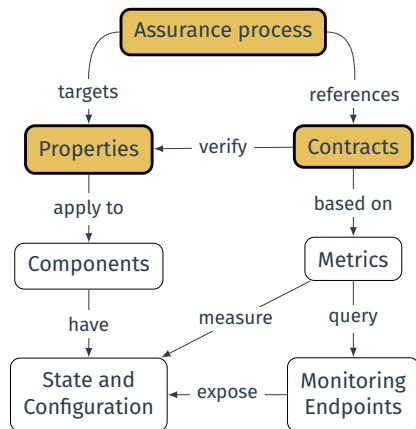 Assurance process
targets
references
Properties
verify
Contracts
apply to
based on
Components
Metrics
have
measure
query
State and
Configuration
expose
Monitoring
Endpoints